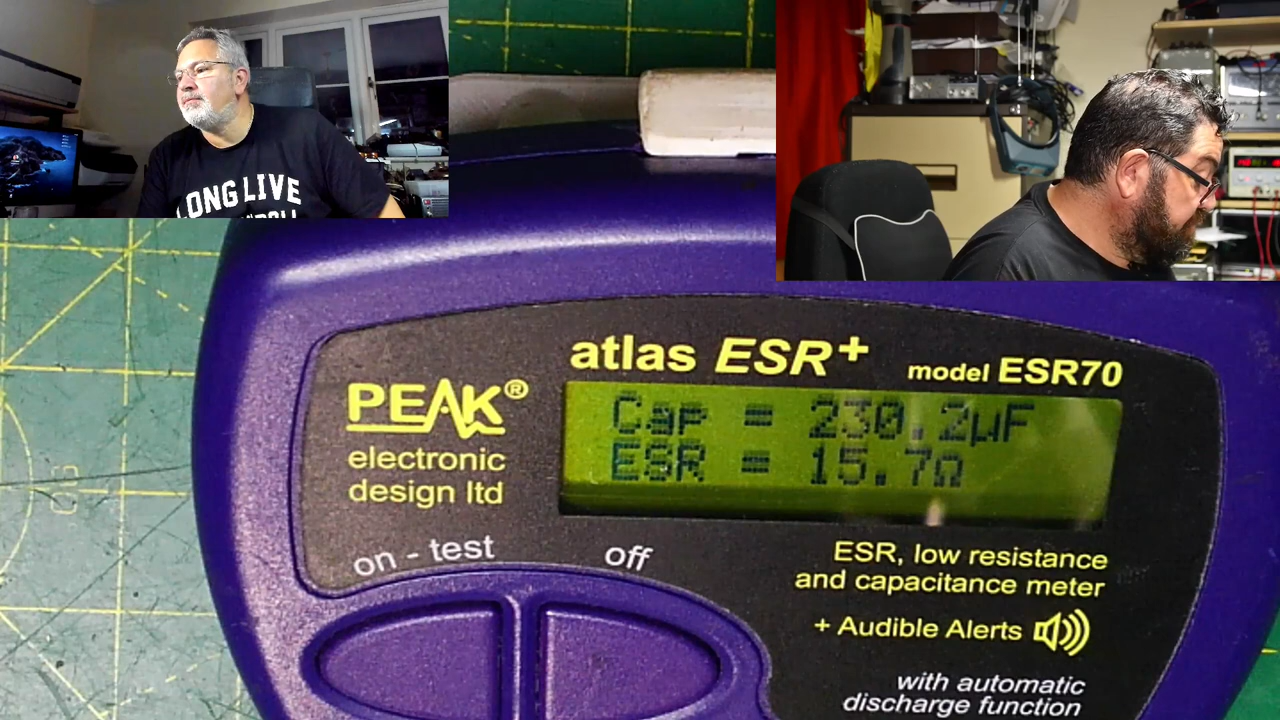 LONG LIVE
atlas ESR+
model ESR70
PEAK®
electronic
design ltd
Cap = 230.2µF
ESR = 15.7Ω
on - test
off
ESR, low resistance
and capacitance meter
+ Audible Alerts
with automatic
discharge function